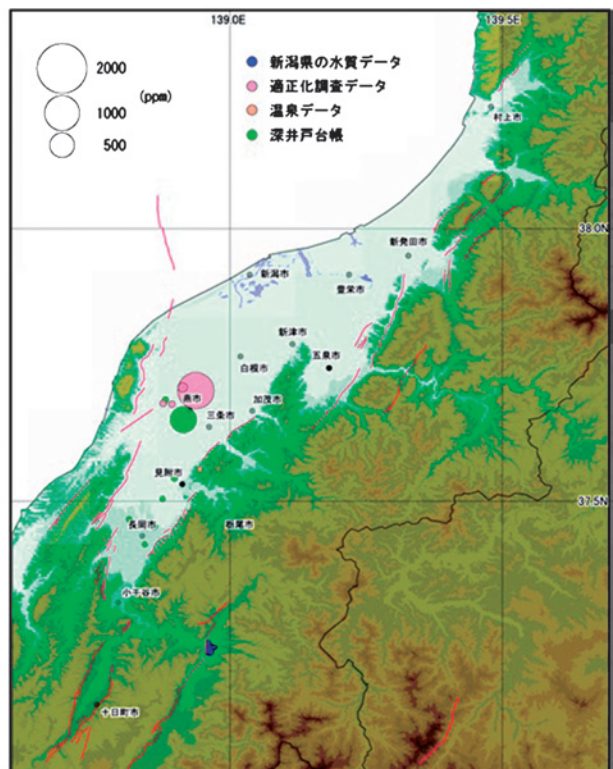 139.0E
139.5E
2000
(ppm)
1000
500
新潟県の水質データ
適正化調査データ
温泉データ
深井戸台帳
村上市
38.0N
新発田市
新潟市
豊栄市
新津市
白根市
五泉市
燕市
加茂市
三条市
見附市
37.5N
長岡市
栃尾市
小千谷市
十日町市